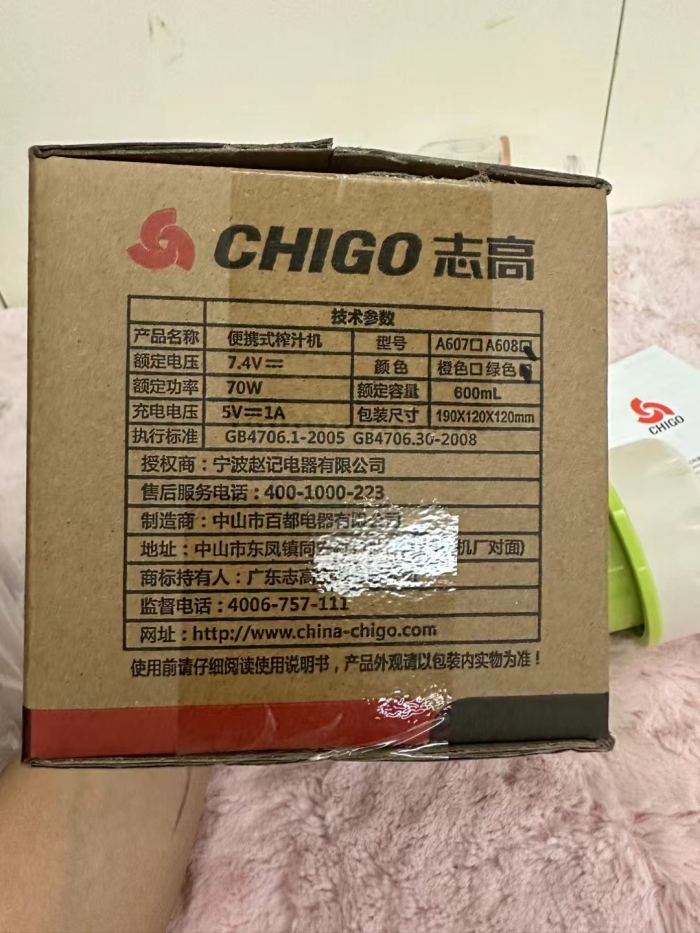 CHIGO 志高
技术参数
产品名称 便携式榨汁机 型号 A607□ A608☑
额定电压 7.4V⎓ 颜色 橙色□ 绿色☑
额定功率 70W 额定容量 600mL
充电电压 5V⎓1A 包装尺寸 190X120X120mm
执行标准 GB4706.1-2005 GB4706.30-2008
授权商：宁波赵记电器有限公司
售后服务电话：400-1000-223
制造商：中山市百都电器有限公司
地址：中山市东凤镇同 机厂对面)
商标持有人：广东志高
监督电话：4006-757-111
网址：http://www.china-chigo.com
使用前请仔细阅读使用说明书，产品外观请以包装内实物为准！
CHIGO